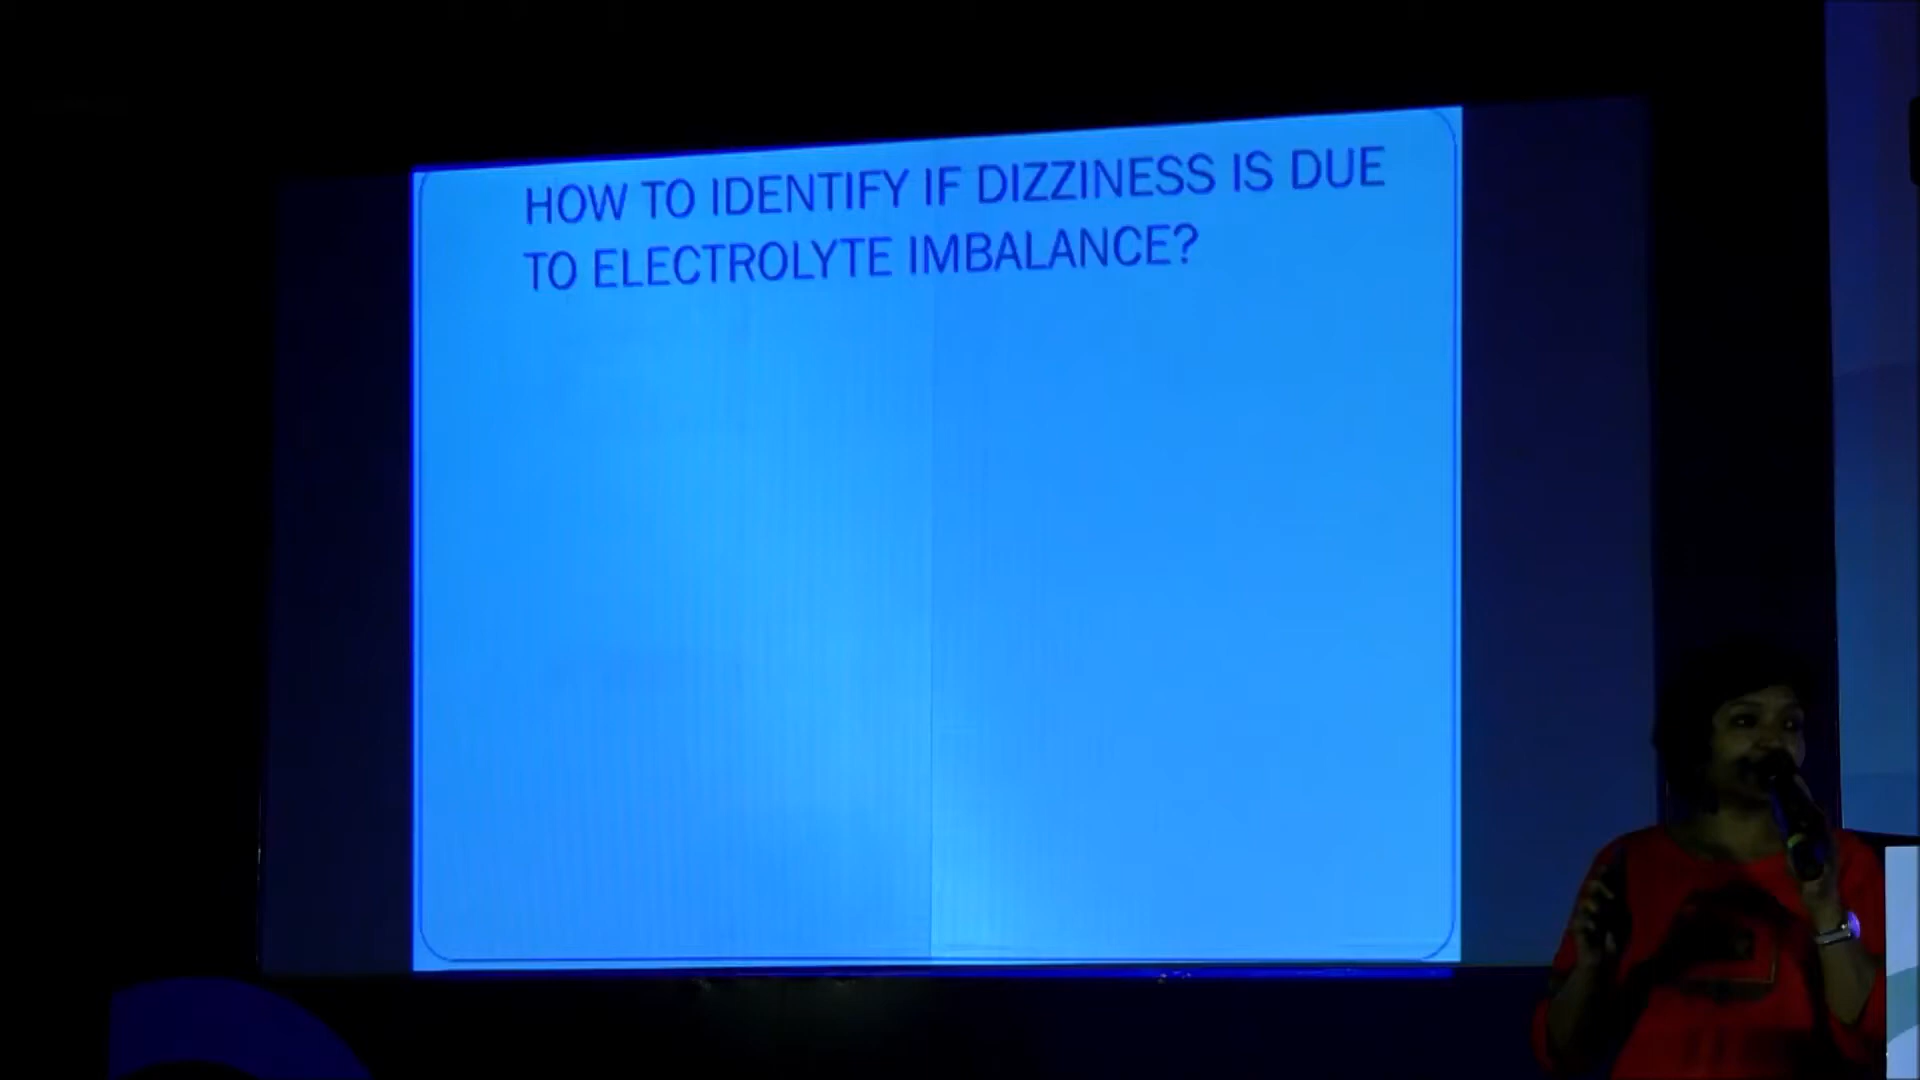 HOW TO IDENTIFY IF DIZZINESS IS DUE
TO ELECTROLYTE IMBALANCE?